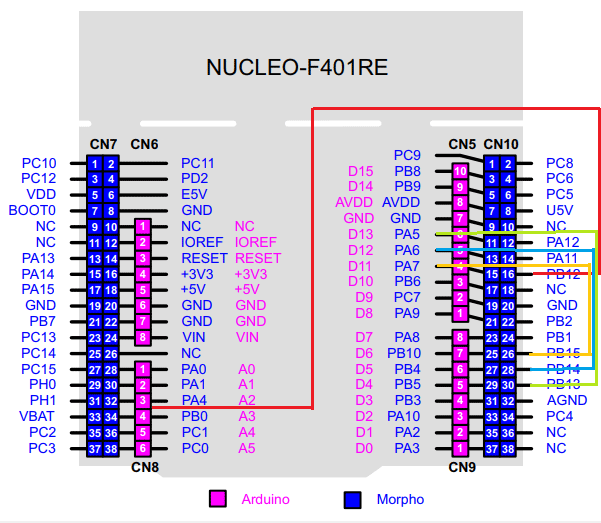 NUCLEO-F401RE
CN7 CN6 CN5 CN10
PC9
PC10 1 2 PC11 D15 PB8 10 1 2 PC8
PC12 3 4 PD2 D14 PB9 9 3 4 PC6
VDD 5 6 E5V AVDD AVDD 8 5 6 PC5
BOOT0 7 8 GND GND GND 7 7 8 U5V
NC 9 10 1 NC NC D13 PA5 6 9 10 NC
NC 11 12 2 IOREF IOREF D12 PA6 5 11 12 PA12
PA13 13 14 3 RESET RESET D11 PA7 4 13 14 PA11
PA14 15 16 4 +3V3 +3V3 D10 PB6 3 15 16 PB12
PA15 17 18 5 +5V +5V D9 PC7 2 17 18 NC
GND 19 20 6 GND GND D8 PA9 1 19 20 GND
PB7 21 22 7 GND GND 21 22 PB2
PC13 23 24 8 VIN VIN D7 PA8 8 23 24 PB1
PC14 25 26 NC D6 PB10 7 25 26 PB15
PC15 27 28 1 PA0 A0 D5 PB4 6 27 28 PB14
PH0 29 30 2 PA1 A1 D4 PB5 5 29 30 PB13
PH1 31 32 3 PA4 A2 D3 PB3 4 31 32 AGND
VBAT 33 34 4 PB0 A3 D2 PA10 3 33 34 PC4
PC2 35 36 5 PC1 A4 D1 PA2 2 35 36 NC
PC3 37 38 6 PC0 A5 D0 PA3 1 37 38 NC
CN8 CN9
Arduino Morpho